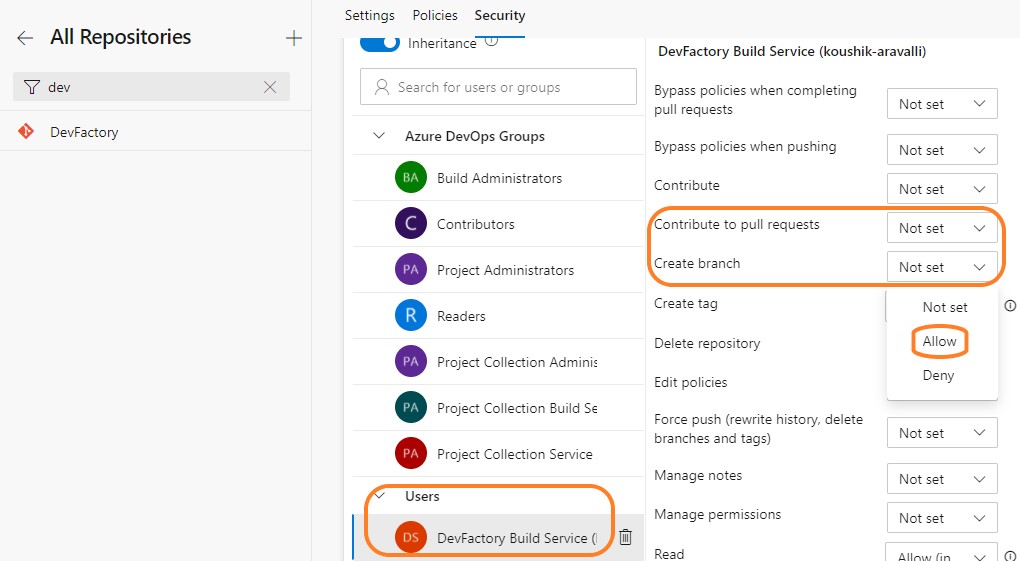 All Repositories
dev
DevFactory
Settings Policies Security
Inheritance
Search for users or groups
Azure DevOps Groups
BA Build Administrators
C Contributors
PA Project Administrators
R Readers
PA Project Collection Adminis
PA Project Collection Build Se
PA Project Collection Service
Users
DS DevFactory Build Service (
DevFactory Build Service (koushik-aravalli)
Bypass policies when completing
pull requests
Not set
Bypass policies when pushing
Not set
Contribute
Not set
Contribute to pull requests
Not set
Create branch
Not set
Not set
Allow
Deny
Create tag
Delete repository
Edit policies
Force push (rewrite history, delete
branches and tags)
Not set
Manage notes
Not set
Manage permissions
Not set
Read
Allow (in